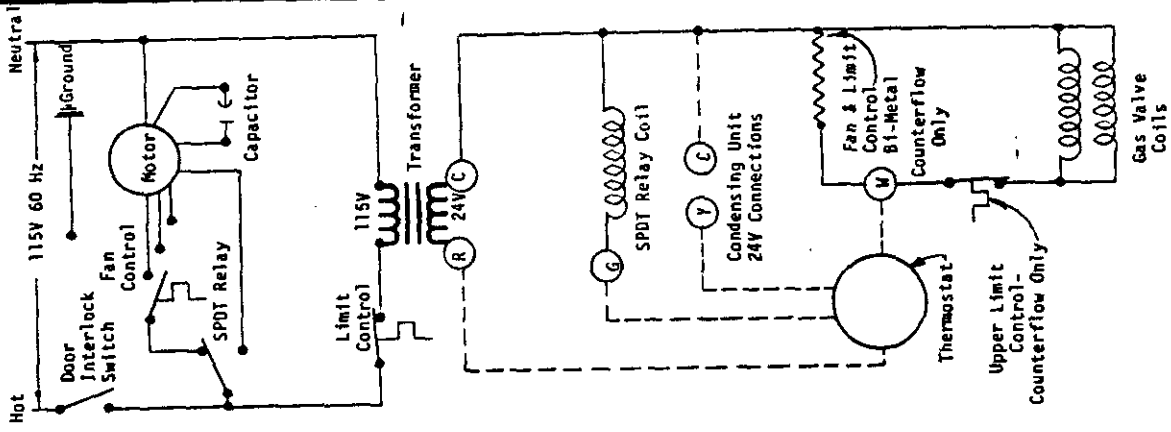 Hot
115V 60 Hz
Neutral
Door
Interlock
Switch
Ground
Motor
Fan
Control
Capacitor
SPDT Relay
Limit
Control
115V
Transformer
24V
R
C
G
SPDT Relay Coil
Y
C
Condensing Unit
24V Connections
Thermostat
W
Fan & Limit
Control
Bi-Metal
Counterflow
Only
Upper Limit
Control-
Counterflow Only
Gas Valve
Coils